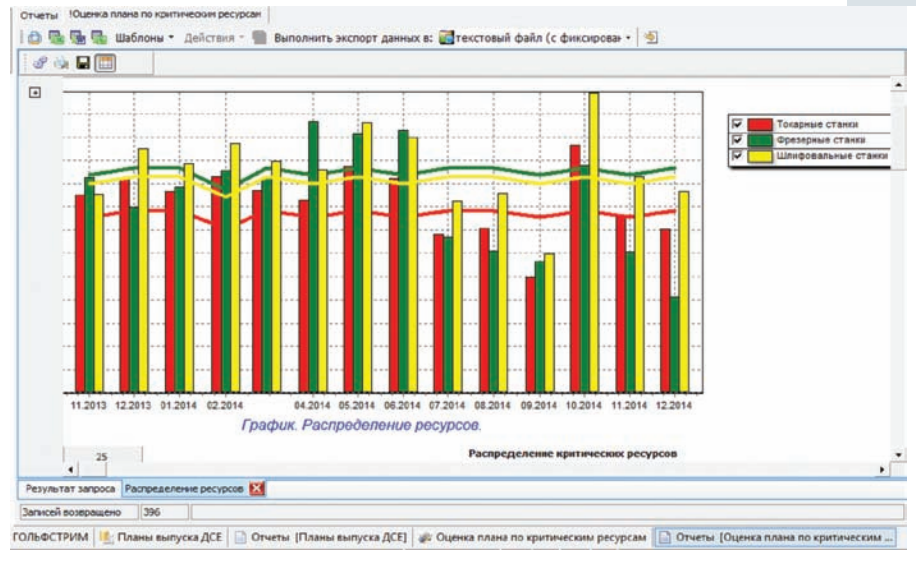 Отчеты !Оценка плана по критическим ресурсам
Шаблоны Действия Выполнить экспорт данных в: текстовый файл (с фиксирован
Токарные станки
Фрезерные станки
Шлифовальные станки
11.2013 12.2013 01.2014 02.2014 04.2014 05.2014 06.2014 07.2014 08.2014 09.2014 10.2014 11.2014 12.2014
График. Распределение ресурсов.
25 Распределение критических ресурсов
Результат запроса Распределение ресурсов
Записей возвращено 396
ГОЛЬФСТРИМ Планы выпуска ДСЕ Отчеты [Планы выпуска ДСЕ] Оценка плана по критическим ресурсам Отчеты [Оценка плана по критическим ...